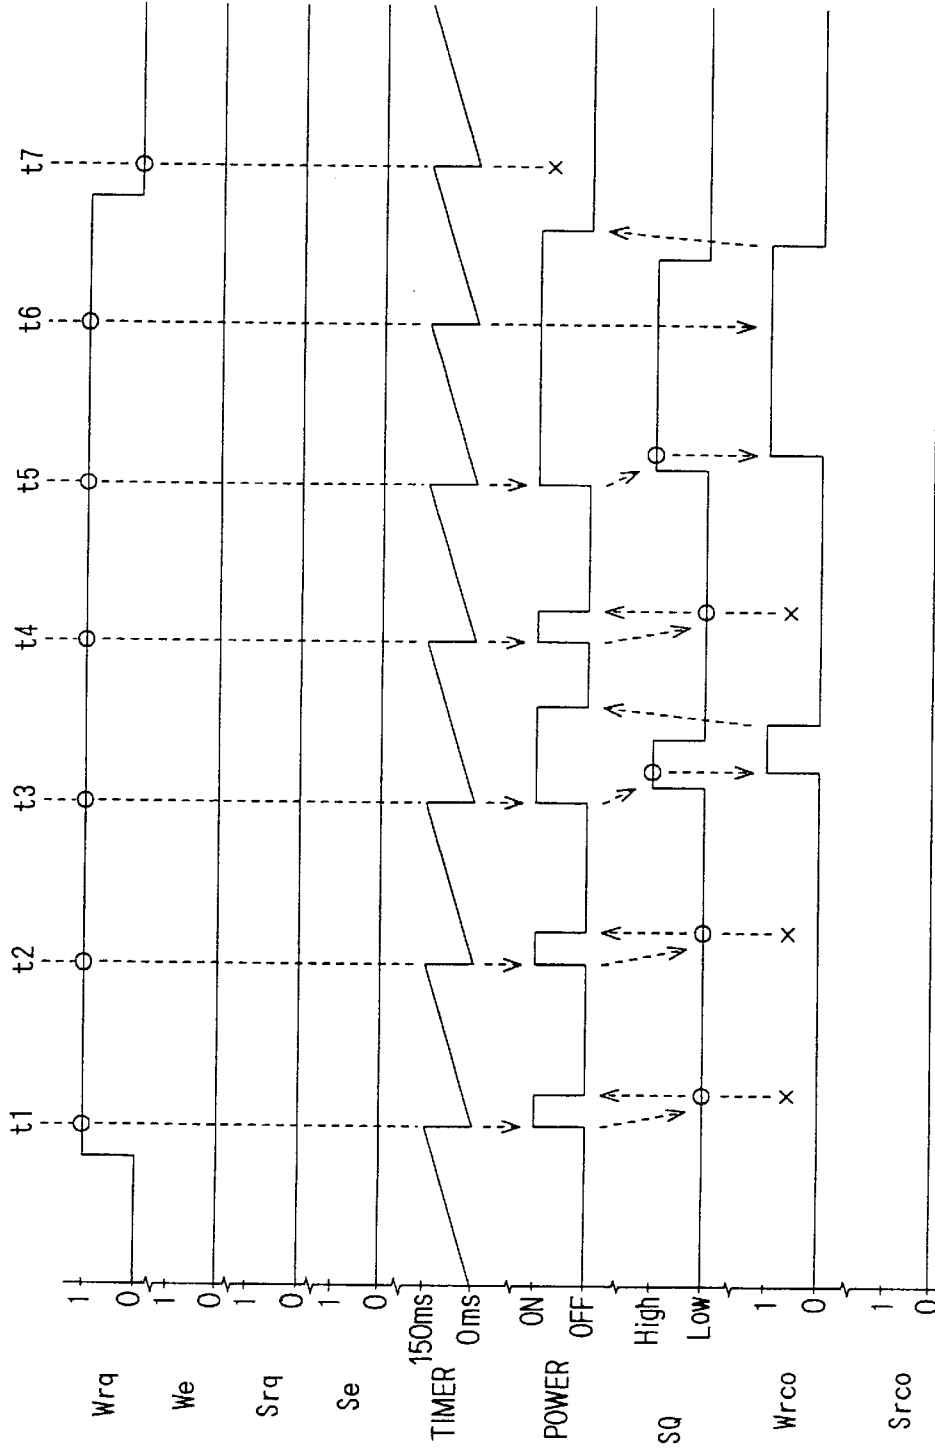 t1 t2 t3 t4 t5 t6 t7
Wrq 1 0
We 1 0
Srq 1 0
Se 1 0
TIMER 150ms 0ms
POWER ON OFF
SQ High Low
Wrco 1 0
Srco 1 0